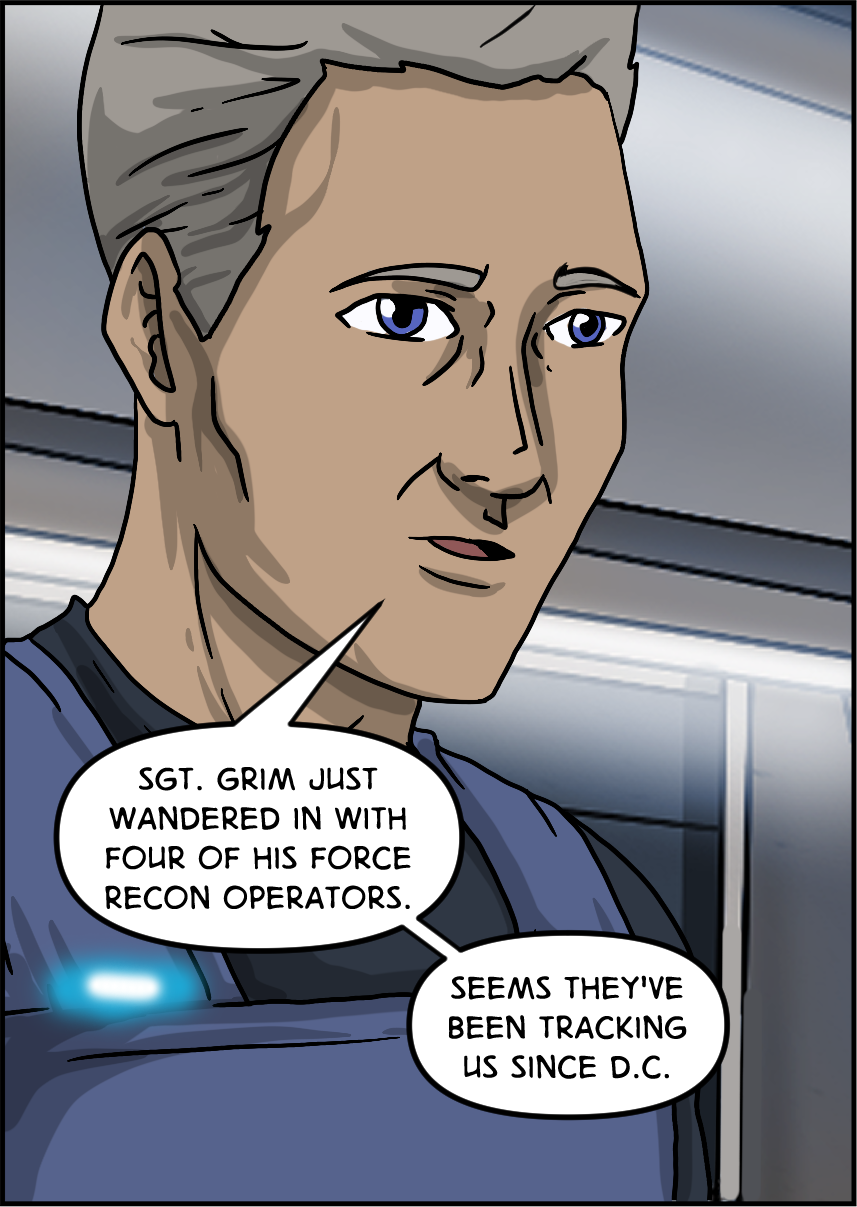 SGT. GRIM JUST
WANDERED IN WITH
FOUR OF HIS FORCE
RECON OPERATORS.
SEEMS THEY'VE
BEEN TRACKING
US SINCE D.C.